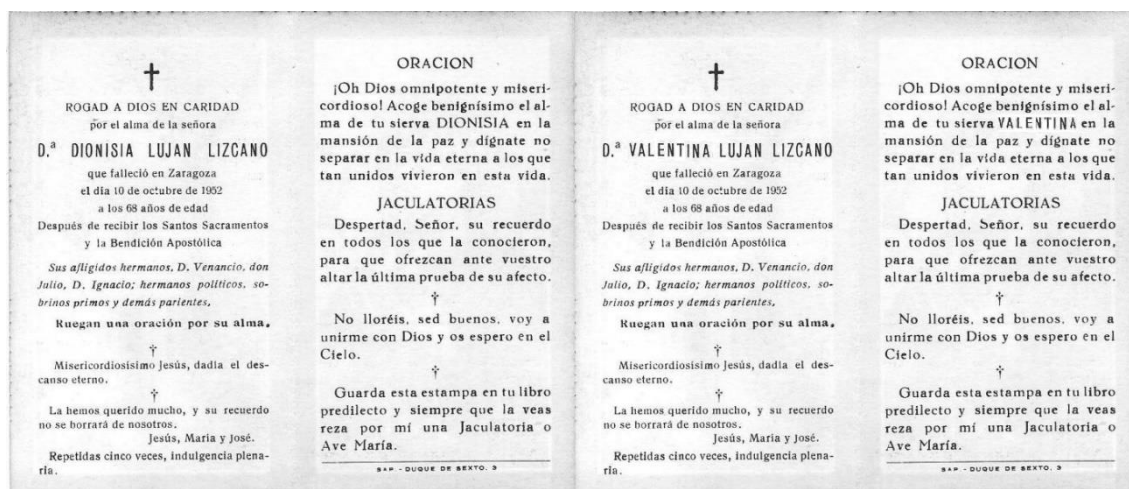 ROGAD A DIOS EN CARIDAD
por el alma de la señora
D.ª DIONISIA LUJAN LIZCANO
que falleció en Zaragoza
el dia 10 de octubre de 1952
a los 68 años de edad
Después de recibir los Santos Sacramentos
y la Bendición Apostólica
Sus afligidos hermanos, D. Venancio, don
Julio, D. Ignacio; hermanos políticos, so-
brinos primos y demás parientes,
Ruegan una oración por su alma.
†
Misericordiosísimo Jesús, dadla el des-
canso eterno.
†
La hemos querido mucho, y su recuerdo
no se borrará de nosotros.
Jesús, Maria y José.
Repetidas cinco veces, indulgencia plena-
ria.
ORACION
¡Oh Dios omnipotente y miseri-
cordioso! Acoge benignísimo el al-
ma de tu sierva DIONISIA en la
mansión de la paz y dígnate no
separar en la vida eterna a los que
tan unidos vivieron en esta vida.
JACULATORIAS
Despertad, Señor, su recuerdo
en todos los que la conocieron,
para que ofrezcan ante vuestro
altar la última prueba de su afecto.
†
No lloréis, sed buenos, voy a
unirme con Dios y os espero en el
Cielo.
†
Guarda esta estampa en tu libro
predilecto y siempre que la veas
reza por mí una Jaculatoria o
Ave María.
SAP. - DUQUE DE SEXTO, 3
ROGAD A DIOS EN CARIDAD
por el alma de la señora
D.ª VALENTINA LUJAN LIZCANO
que falleció en Zaragoza
el dia 10 de octubre de 1952
a los 68 años de edad
Después de recibir los Santos Sacramentos
y la Bendición Apostólica
Sus afligidos hermanos, D. Venancio, don
Julio, D. Ignacio; hermanos políticos, so-
brinos primos y demás parientes,
Ruegan una oración por su alma.
†
Misericordiosísimo Jesús, dadla el des-
canso eterno.
†
La hemos querido mucho, y su recuerdo
no se borrará de nosotros.
Jesús, Maria y José.
Repetidas cinco veces, indulgencia plena-
ria.
ORACION
¡Oh Dios omnipotente y miseri-
cordioso! Acoge benignísimo el al-
ma de tu sierva VALENTINA en la
mansión de la paz y dígnate no
separar en la vida eterna a los que
tan unidos vivieron en esta vida.
JACULATORIAS
Despertad, Señor, su recuerdo
en todos los que la conocieron,
para que ofrezcan ante vuestro
altar la última prueba de su afecto.
†
No lloréis, sed buenos, voy a
unirme con Dios y os espero en el
Cielo.
†
Guarda esta estampa en tu libro
predilecto y siempre que la veas
reza por mí una Jaculatoria o
Ave María.
SAP. - DUQUE DE SEXTO, 3